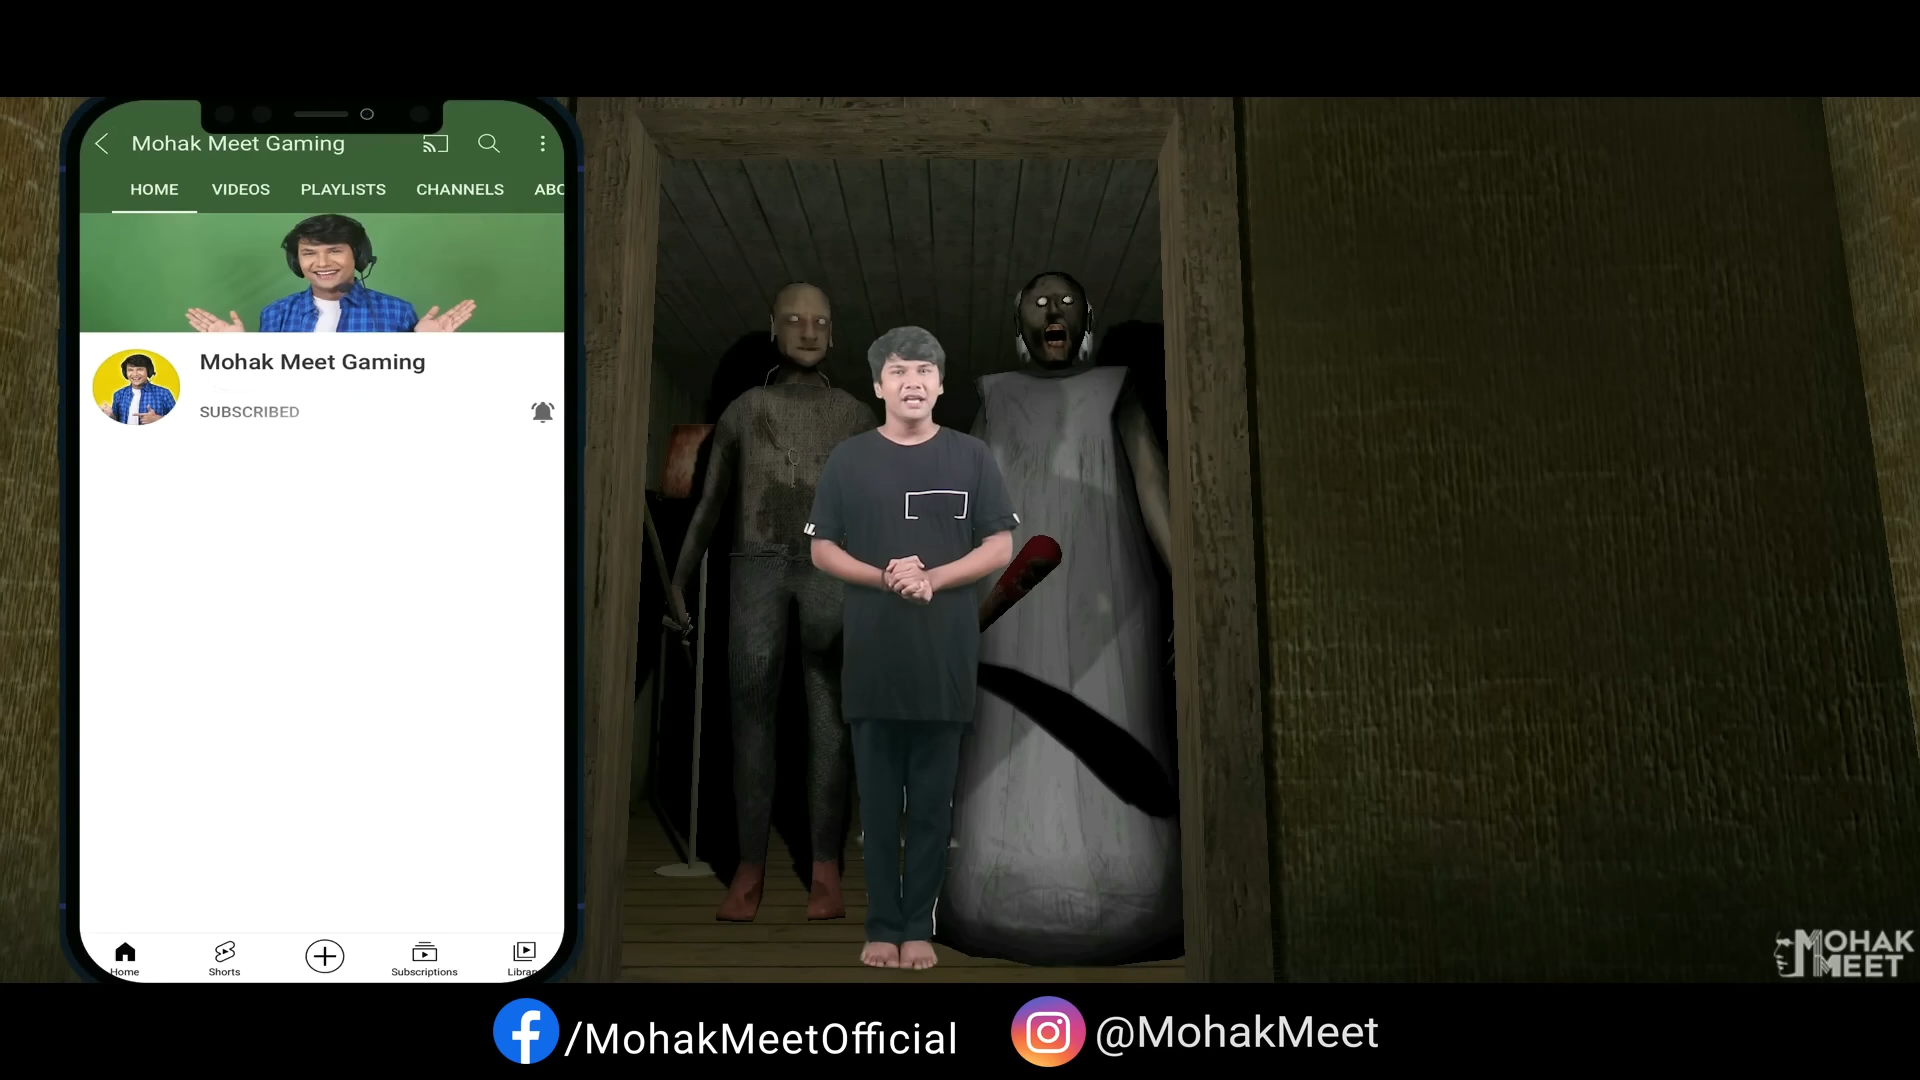 Mohak Meet Gaming
HOME VIDEOS PLAYLISTS CHANNELS ABC
Mohak Meet Gaming
SUBSCRIBED
Home Shorts Subscriptions Librar
MOHAK
MEET
/MohakMeetOfficial @MohakMeet